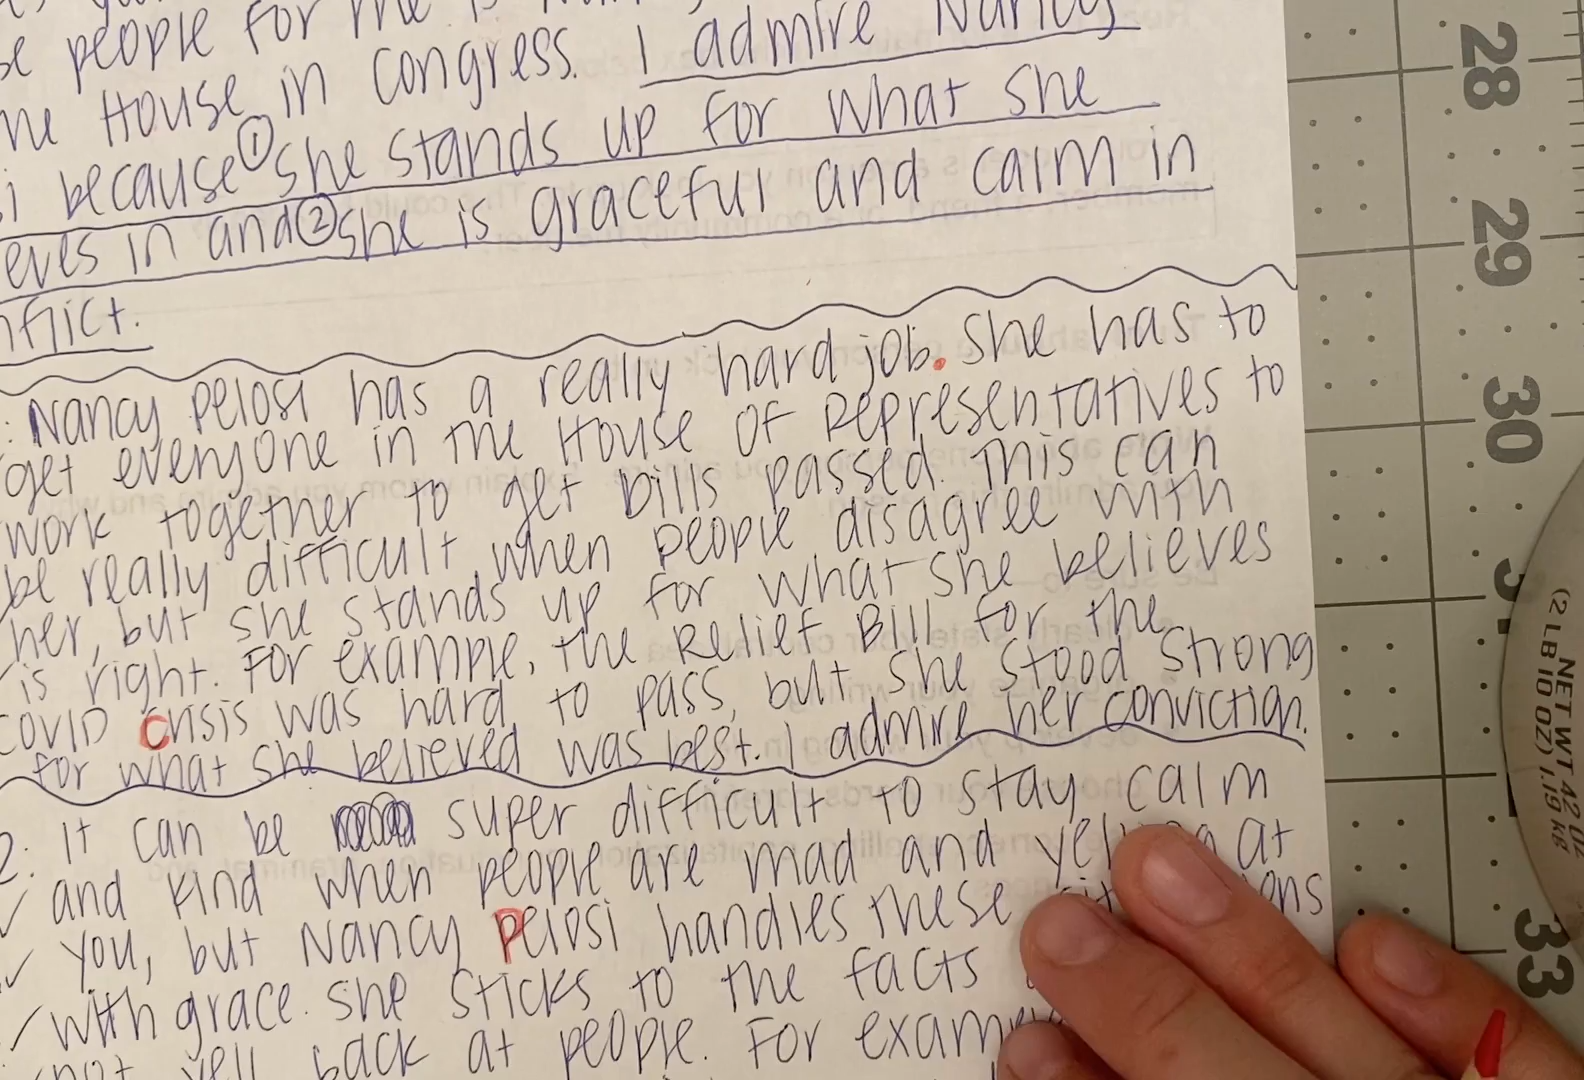 people for me is
he House in congress. I admire Nancy
i because ① she stands up for what she
eves in and ② she is graceful and calm in
nflict.
: Nancy pelosi has a really hard job. She has to
get everyone in the House of Representatives to
work together to get bills passed. This can
be really difficult when people disagree with
her, but she stands up for what she believes
is right. For example, the Relief Bill for the
COVID crisis was hard to pass, but she stood strong
for what she believed was best. I admire her conviction.
2. It can be super difficult to stay calm
✓ and kind when people are mad and at
✓ you, but Nancy Pelosi handles these
✓ with grace. She sticks to the facts
not yell back at people. For
28
29
30
33
NET WT 42 OZ
(2 LB 10 OZ) 1.19 kg